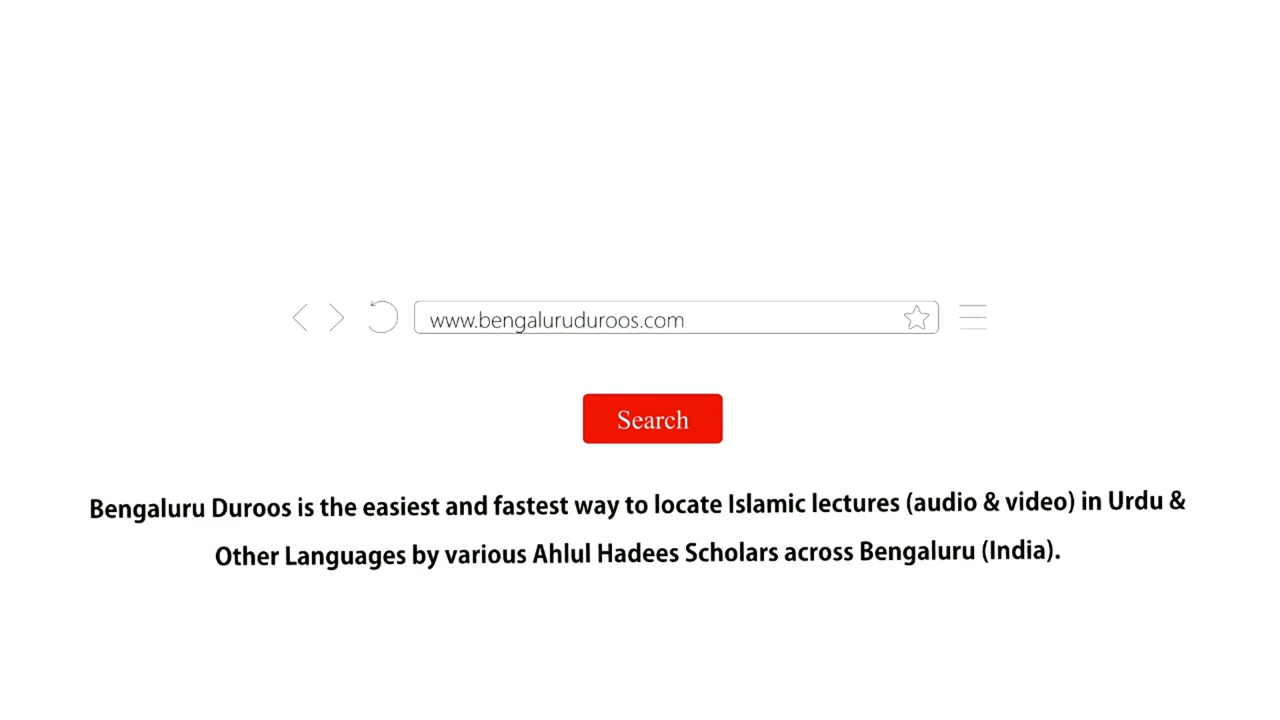 www.bengaluruduroos.com
Search
Bengaluru Duroos is the easiest and fastest way to locate Islamic lectures (audio & video) in Urdu &
Other Languages by various Ahlul Hadees Scholars across Bengaluru (India).